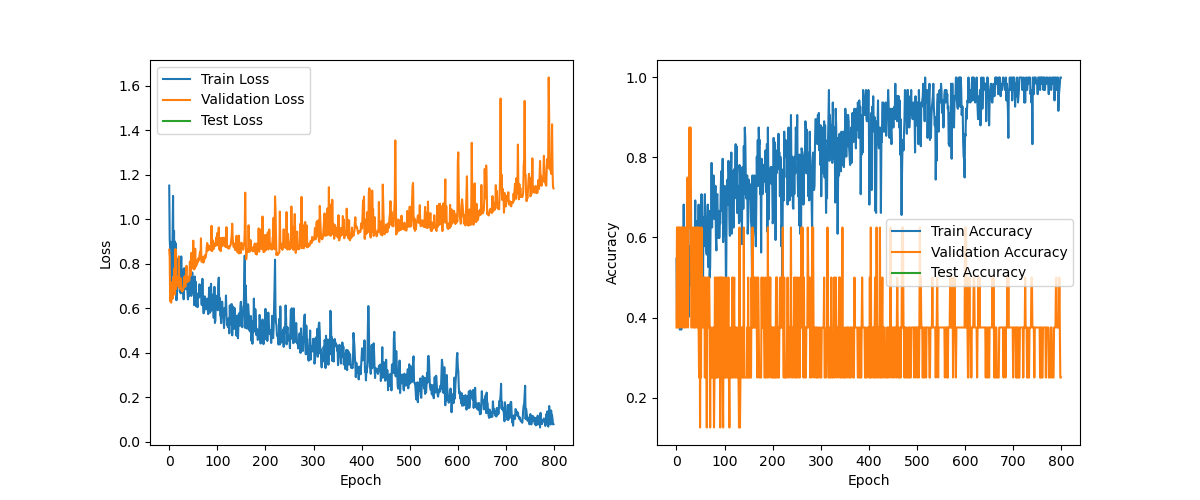 Train Loss
Validation Loss
Test Loss
1.6
1.4
1.2
1.0
0.8
0.6
0.4
0.2
0.0
Loss
0 100 200 300 400 500 600 700 800
Epoch
Train Accuracy
Validation Accuracy
Test Accuracy
1.0
0.8
0.6
0.4
0.2
Accuracy
0 100 200 300 400 500 600 700 800
Epoch